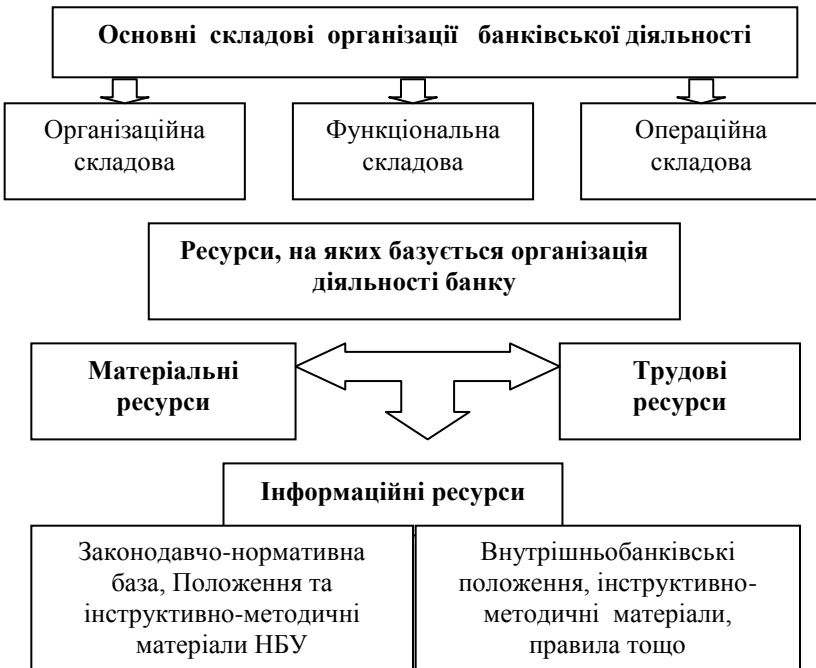 Основні складові організації банківської діяльності
Організаційна
складова
Функціональна
складова
Операційна
складова
Ресурси, на яких базується організація
діяльності банку
Матеріальні
ресурси
Трудові
ресурси
Інформаційні ресурси
Законодавчо-нормативна
база, Положення та
інструктивно-методичні
матеріали НБУ
Внутрішньобанківські
положення, інструктивно-
методичні матеріали,
правила тощо